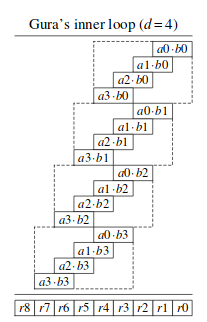 Gura's inner loop (d=4)
a0·b0
a1·b0
a2·b0
a3·b0
a0·b1
a1·b1
a2·b1
a3·b1
a0·b2
a1·b2
a2·b2
a3·b2
a0·b3
a1·b3
a2·b3
a3·b3
r8 r7 r6 r5 r4 r3 r2 r1 r0